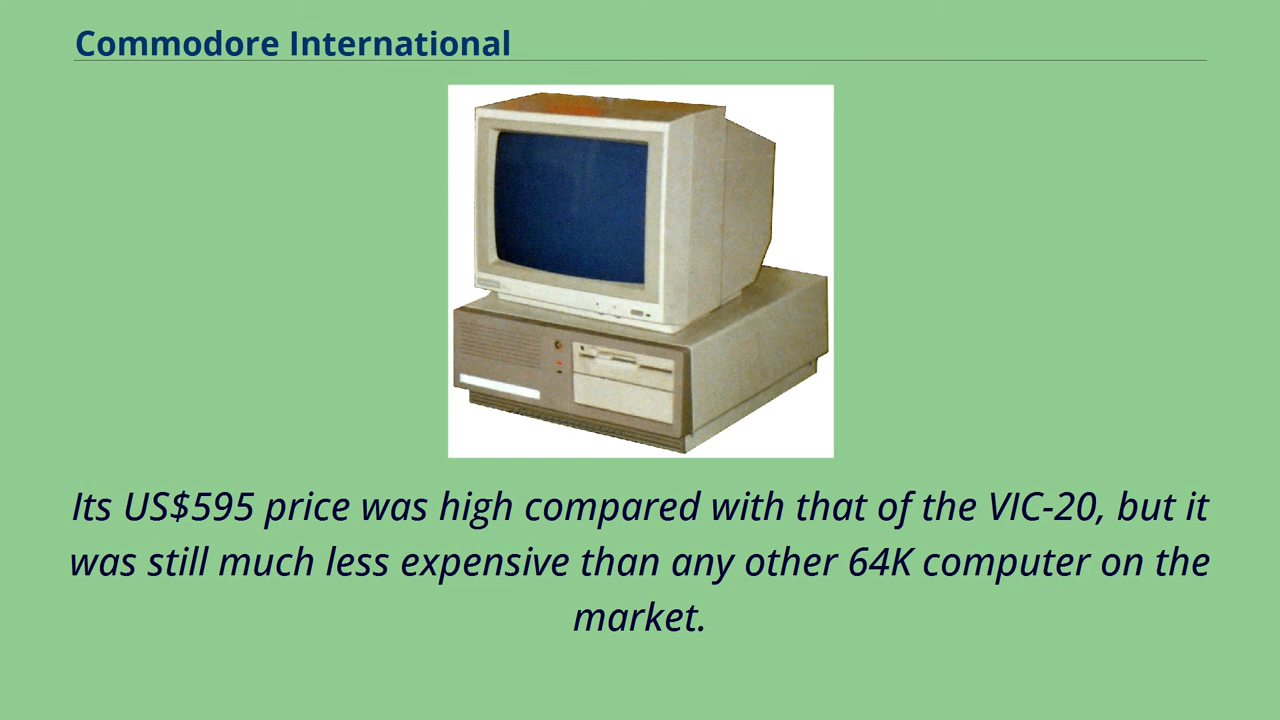 Commodore International
Its US$595 price was high compared with that of the VIC-20, but it
was still much less expensive than any other 64K computer on the
market.